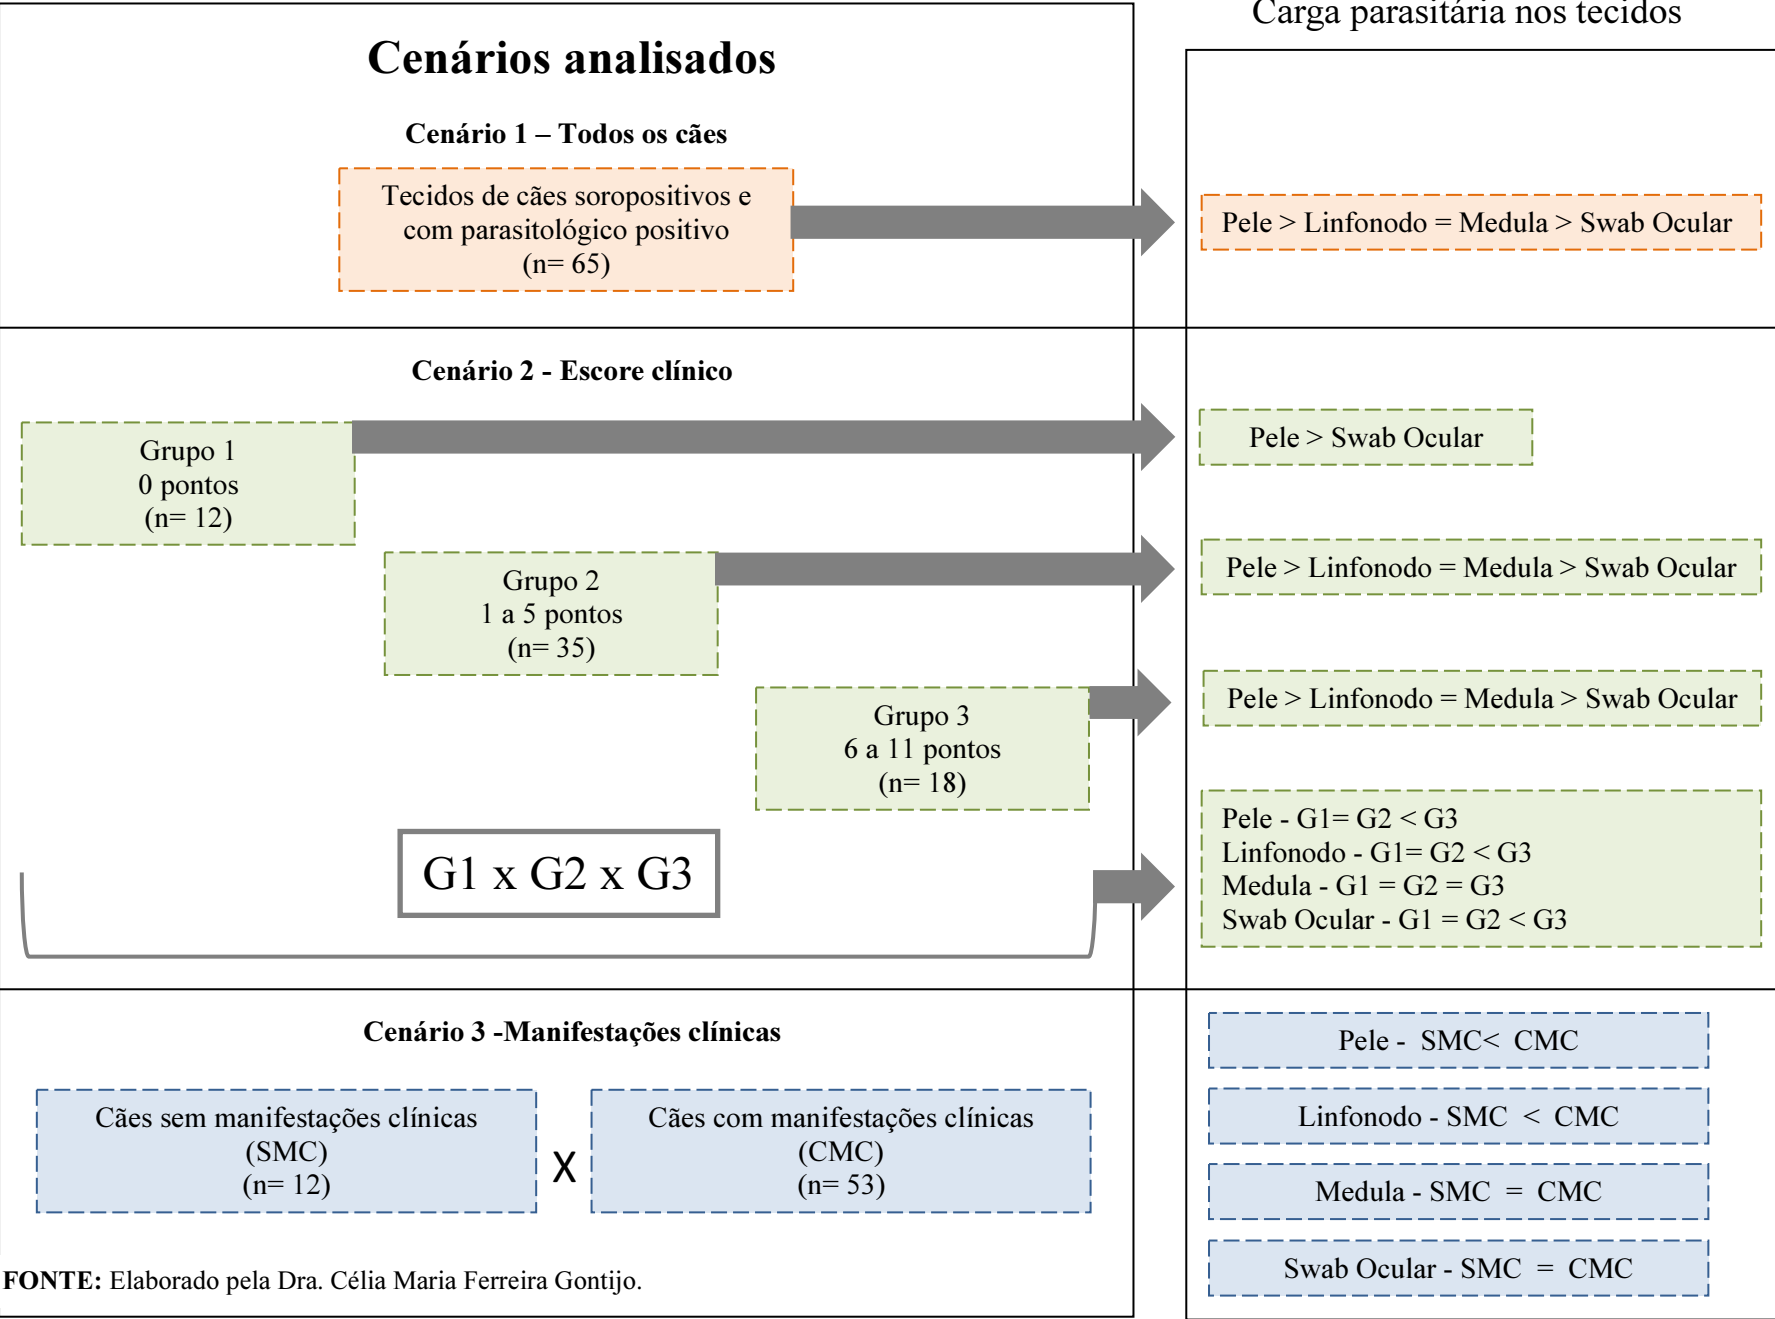 Carga parasitária nos tecidos
Cenários analisados
Cenário 1 – Todos os cães
Tecidos de cães soropositivos e
com parasitológico positivo
(n= 65)
Pele > Linfonodo = Medula > Swab Ocular
Cenário 2 - Escore clínico
Grupo 1
0 pontos
(n= 12)
Pele > Swab Ocular
Grupo 2
1 a 5 pontos
(n= 35)
Pele > Linfonodo = Medula > Swab Ocular
Grupo 3
6 a 11 pontos
(n= 18)
Pele > Linfonodo = Medula > Swab Ocular
G1 x G2 x G3
Pele - G1= G2 < G3
Linfonodo - G1= G2 < G3
Medula - G1 = G2 = G3
Swab Ocular - G1 = G2 < G3
Cenário 3 -Manifestações clínicas
Cães sem manifestações clínicas
(SMC)
(n= 12)
X
Cães com manifestações clínicas
(CMC)
(n= 53)
Pele - SMC< CMC
Linfonodo - SMC < CMC
Medula - SMC = CMC
Swab Ocular - SMC = CMC
FONTE: Elaborado pela Dra. Célia Maria Ferreira Gontijo.